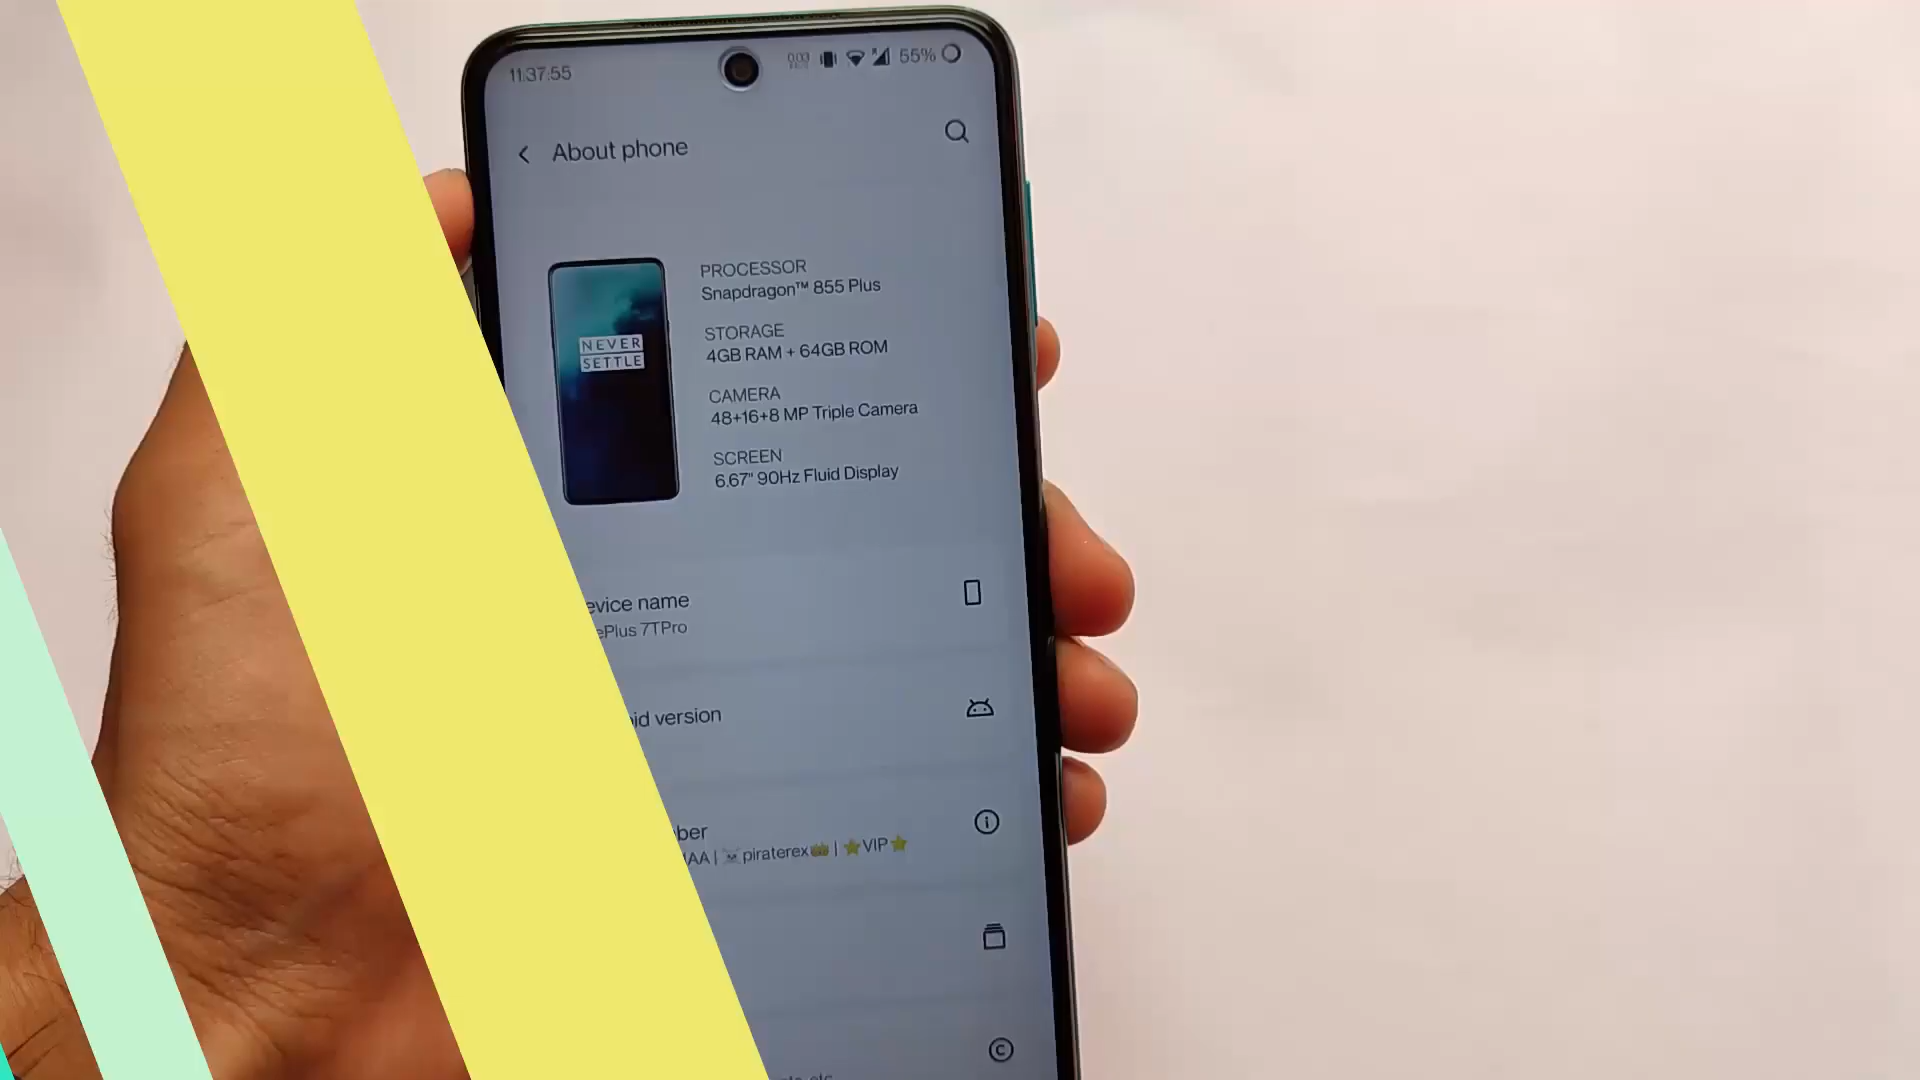 11:37:55
55%
About phone
PROCESSOR
Snapdragon™ 855 Plus
STORAGE
4GB RAM + 64GB ROM
CAMERA
48+16+8 MP Triple Camera
SCREEN
6.67" 90Hz Fluid Display
NEVER
SETTLE
evice name
ePlus 7TPro
id version
ber
AA | ☠piraterex👑 | ⭐VIP⭐